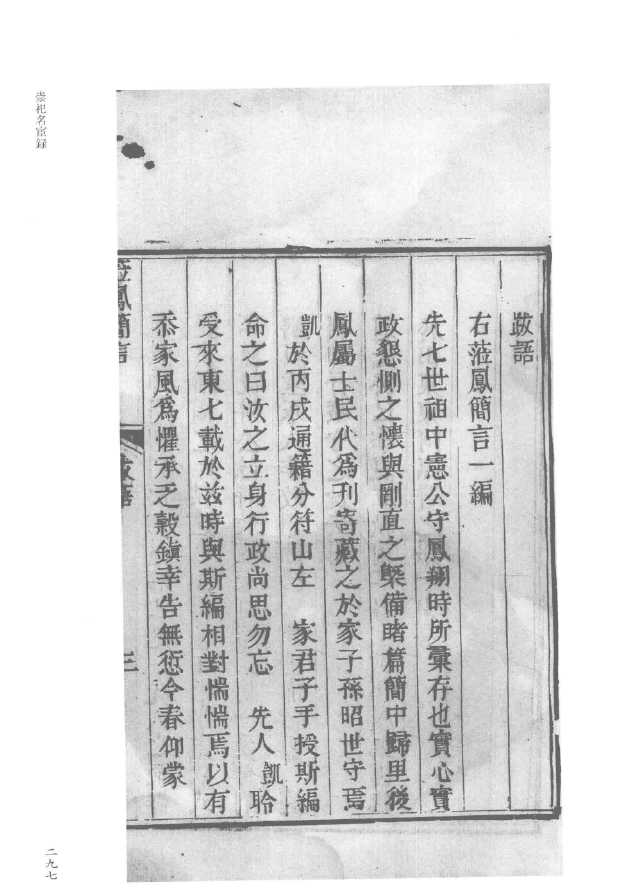 跋語
右蒞鳳簡言一編
先七世祖中憲公守鳳翔時所彙存也實心實
政懇惻之懷與剛直之槩備睹篇簡中歸里後
鳳屬士民代為刊寄藏之於家子孫昭世守焉
凱於丙戌通籍分符山左　家君子手授斯編
命之曰汝之立身行政尚思勿忘　先人凱聆
受來東七載於茲時與斯編相對惴惴焉以有
忝家風為懼承乏穀鎮幸告無愆今春仰蒙
蒞鳳簡言
跋語
三
崇祀名宦錄
二九七